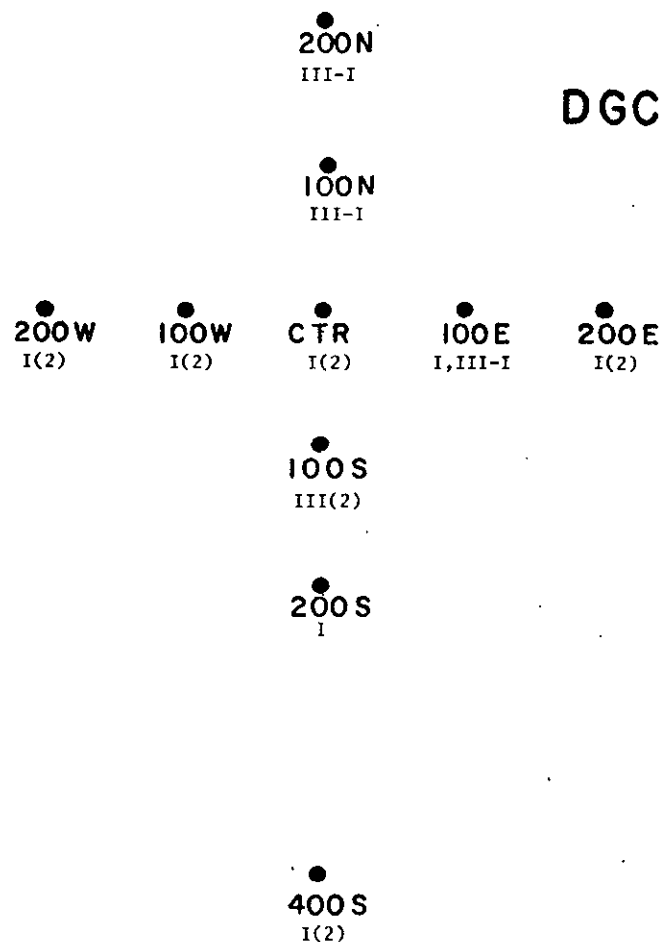 200N
III-I
DGC
100N
III-I
200W 100W CTR 100E 200E
I(2) I(2) I(2) I,III-I I(2)
100S
III(2)
200S
I
400S
I(2)